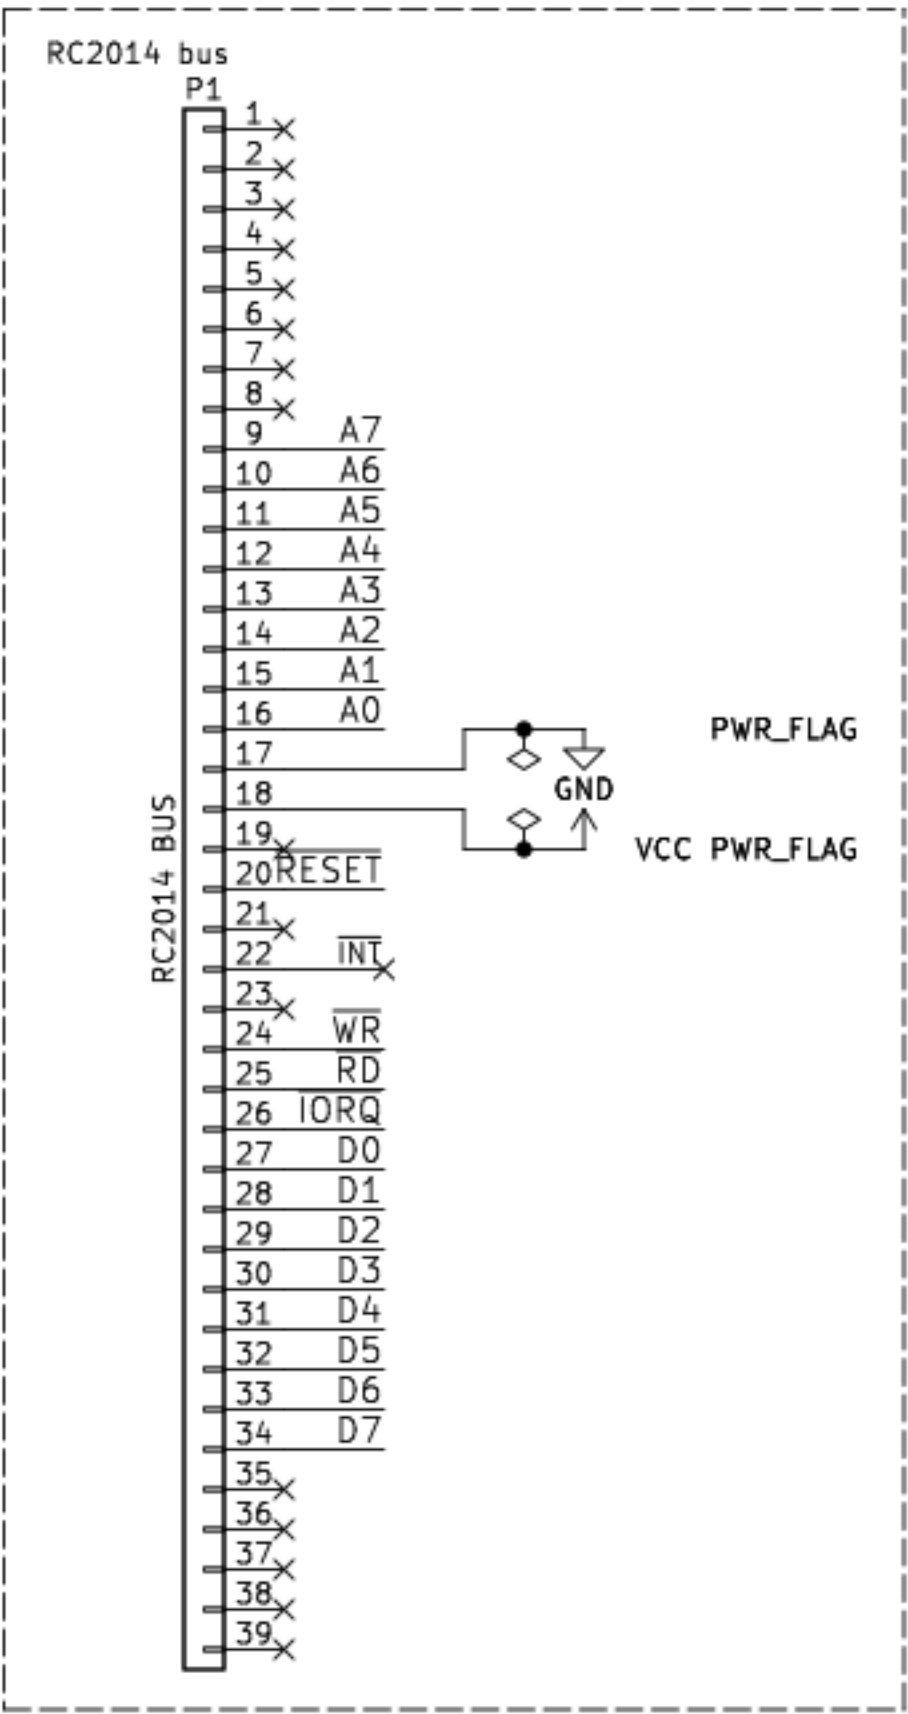 RC2014 bus
P1
1
2
3
4
5
6
7
8
9 A7
10 A6
11 A5
12 A4
13 A3
14 A2
15 A1
16 A0
17 PWR_FLAG
GND
18
19 VCC PWR_FLAG
20 RESET
21
22 INT
23
24 WR
25 RD
26 IORQ
27 D0
28 D1
29 D2
30 D3
31 D4
32 D5
33 D6
34 D7
35
36
37
38
39
RC2014 BUS